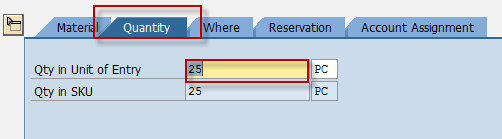 Material Quantity Where Reservation Account Assignment
Qty in Unit of Entry 25 PC
Qty in SKU 25 PC